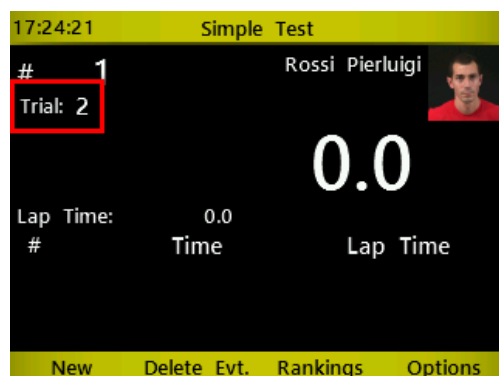 17:24:21 Simple Test
# 1 Rossi Pierluigi
Trial: 2
0.0
Lap Time: 0.0
# Time Lap Time
New Delete Evt. Rankings Options